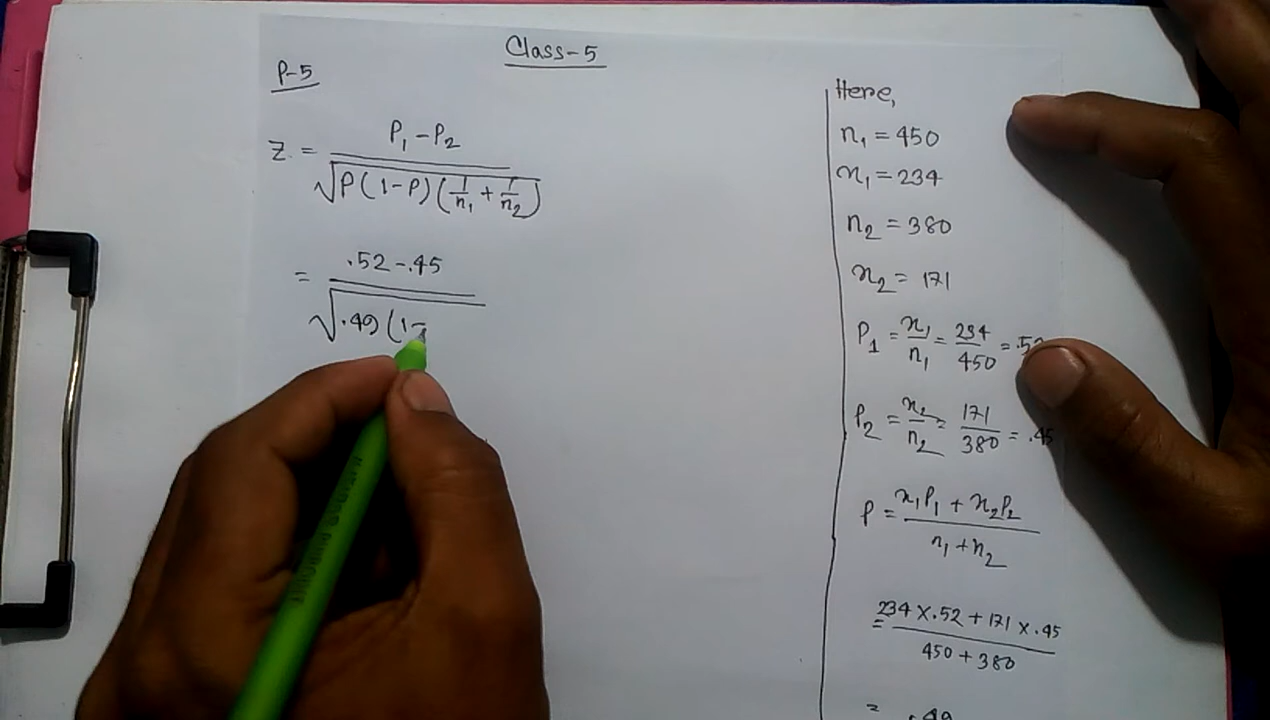 Class-5
P-5
Z = P₁ - P₂ / √P(1-P)(1/n₁ + 1/n₂)
= .52-.45 / √.49(1-
Here,
n₁ = 450
x₁ = 234
n₂ = 380
x₂ = 171
P₁ = x₁/n₁ = 234/450 = .52
P₂ = x₂/n₂ = 171/380 = .45
P = x₁P₁ + x₂P₂ / n₁ + n₂
= 234 × .52 + 171 × .45 / 450 + 380
= .49